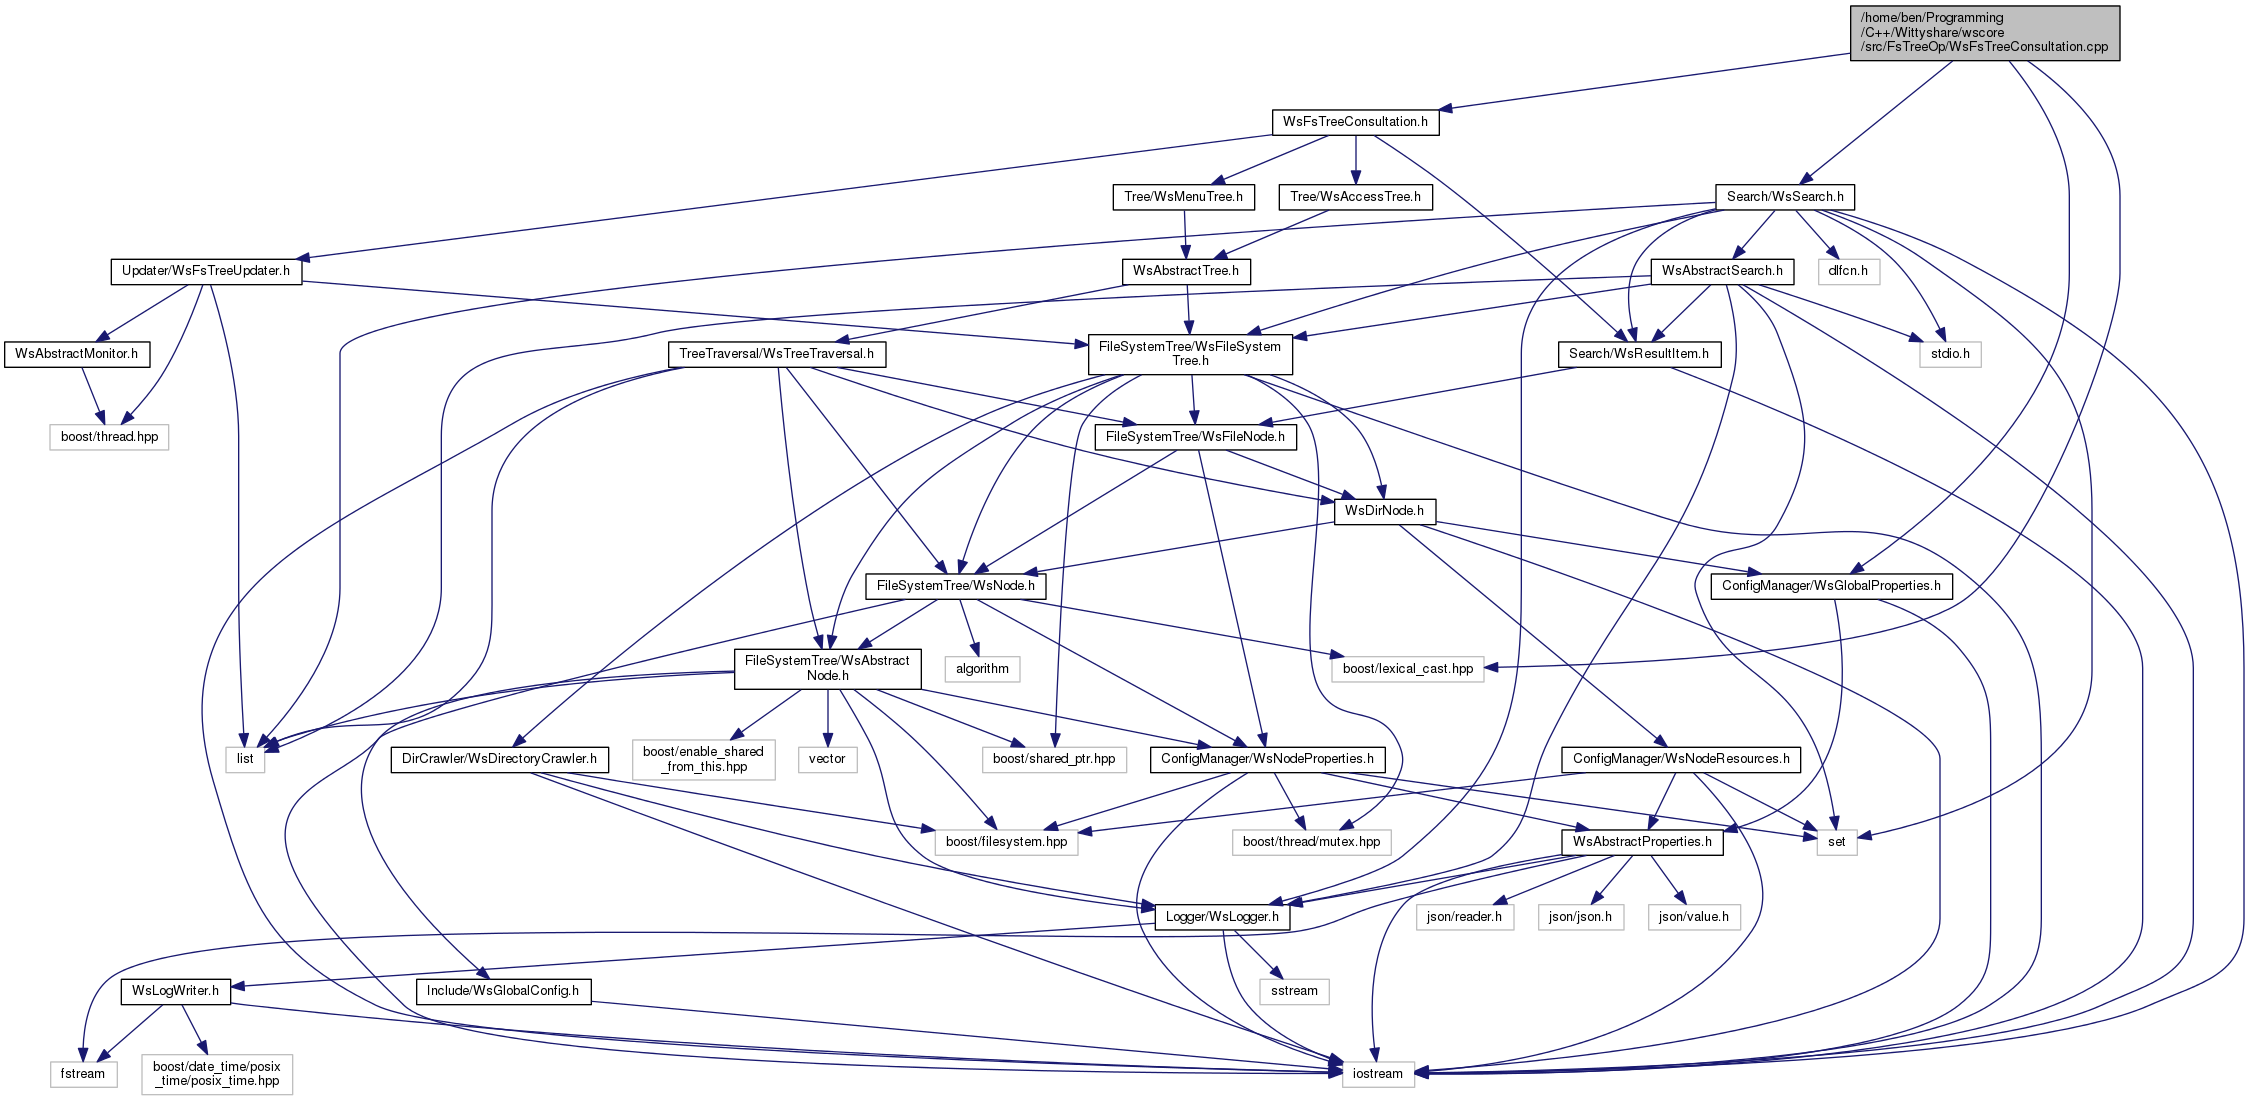 /home/ben/Programming
/C++/Wittyshare/wscore
/src/FsTreeOp/WsFsTreeConsultation.cpp
WsFsTreeConsultation.h
Tree/WsMenuTree.h
Tree/WsAccessTree.h
Search/WsSearch.h
Updater/WsFsTreeUpdater.h
WsAbstractTree.h
WsAbstractSearch.h
dlfcn.h
WsAbstractMonitor.h
TreeTraversal/WsTreeTraversal.h
FileSystemTree/WsFileSystem
Tree.h
Search/WsResultItem.h
stdio.h
boost/thread.hpp
FileSystemTree/WsFileNode.h
WsDirNode.h
FileSystemTree/WsNode.h
ConfigManager/WsGlobalProperties.h
FileSystemTree/WsAbstract
Node.h
algorithm
boost/lexical_cast.hpp
list
DirCrawler/WsDirectoryCrawler.h
boost/enable_shared
_from_this.hpp
vector
boost/shared_ptr.hpp
ConfigManager/WsNodeProperties.h
ConfigManager/WsNodeResources.h
boost/filesystem.hpp
boost/thread/mutex.hpp
WsAbstractProperties.h
set
Logger/WsLogger.h
json/reader.h
json/json.h
json/value.h
WsLogWriter.h
Include/WsGlobalConfig.h
sstream
fstream
boost/date_time/posix
_time/posix_time.hpp
iostream